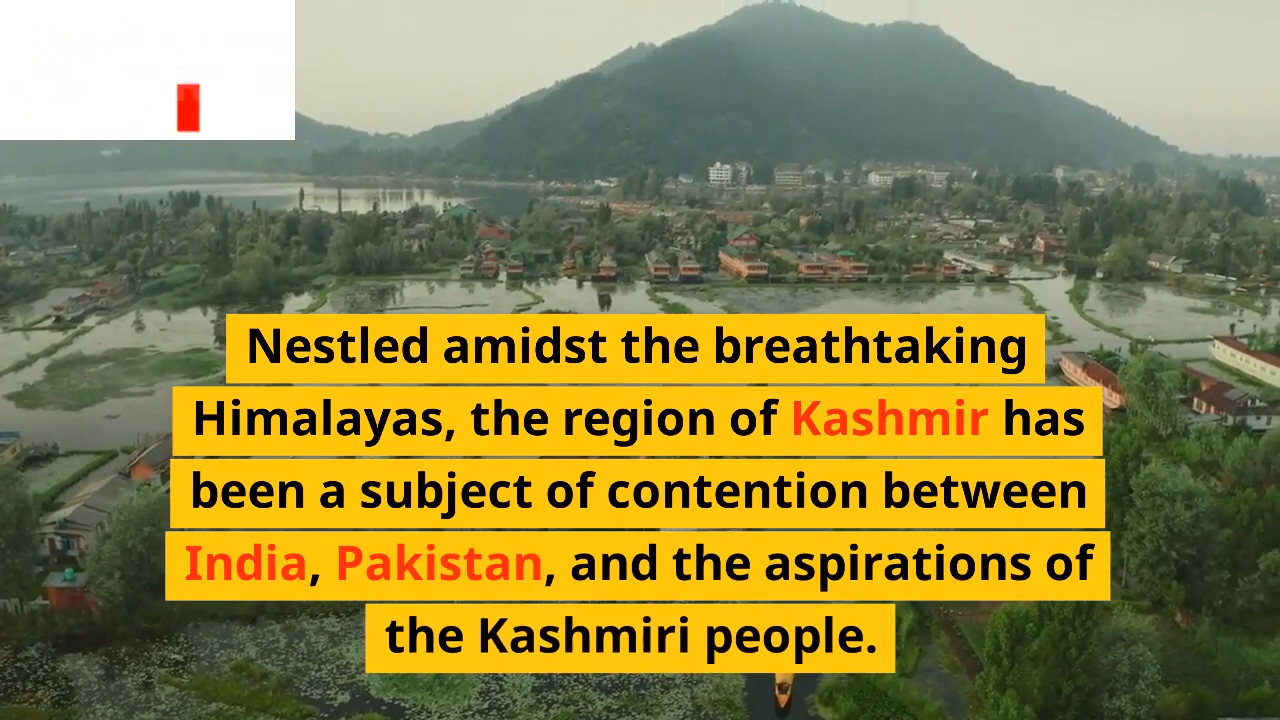 Nestled amidst the breathtaking
Himalayas, the region of Kashmir has
been a subject of contention between
India, Pakistan, and the aspirations of
the Kashmiri people.